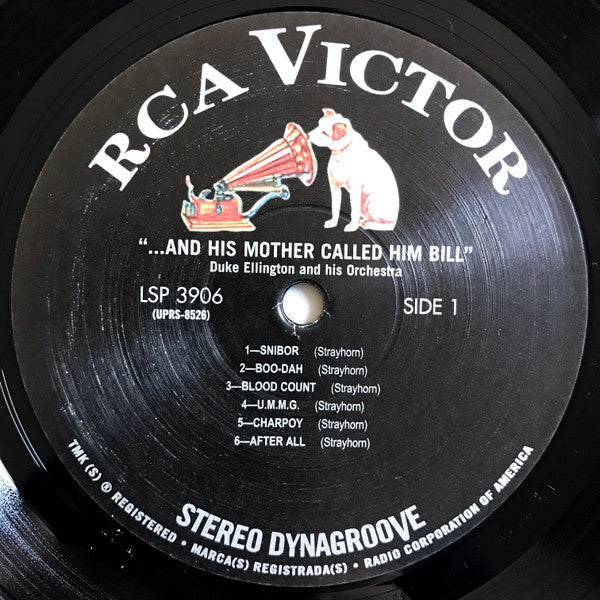 RCA VICTOR
“...AND HIS MOTHER CALLED HIM BILL”
Duke Ellington and his Orchestra
LSP 3906 SIDE 1
(UPRS-8526)
1—SNIBOR (Strayhorn)
2—BOO-DAH (Strayhorn)
3—BLOOD COUNT (Strayhorn)
4—U.M.M.G. (Strayhorn)
5—CHARPOY (Strayhorn)
6—AFTER ALL (Strayhorn)
STEREO DYNAGROOVE
TMK(S) ® REGISTERED • MARCA(S) REGISTRADA(S) • RADIO CORPORATION OF AMERICA